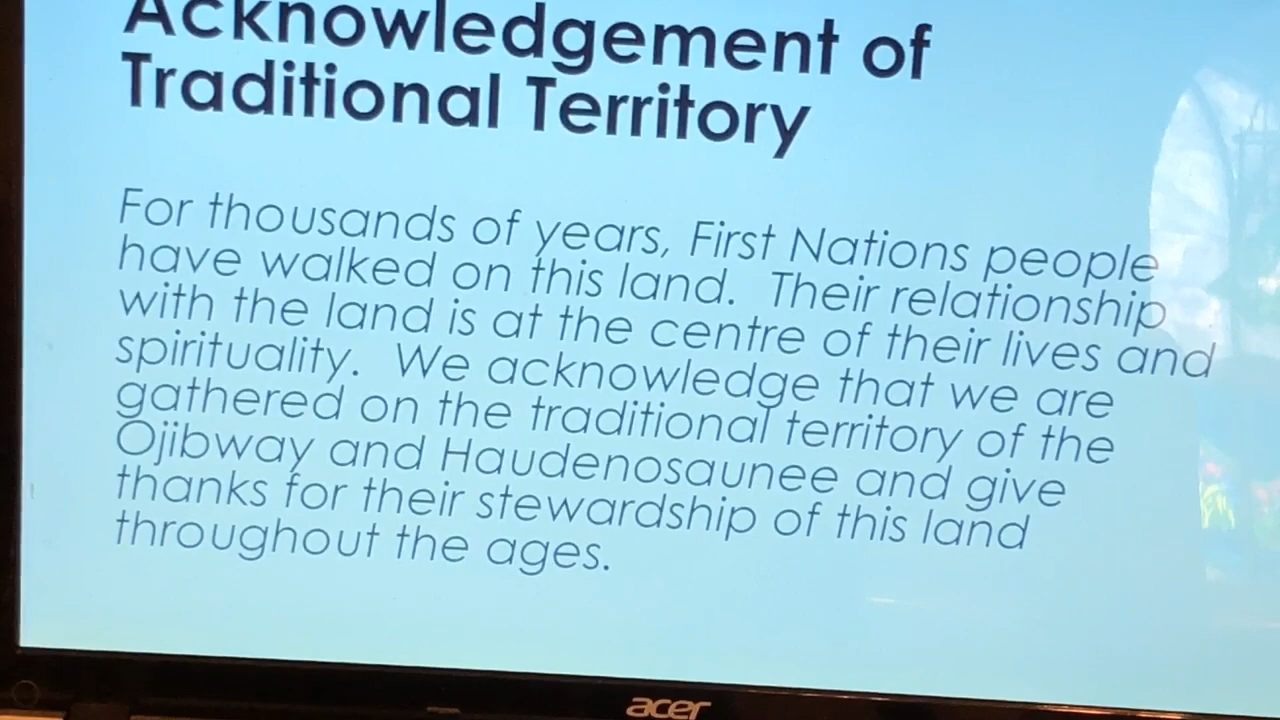 Acknowledgement of
Traditional Territory
For thousands of years, First Nations people
have walked on this land.  Their relationship
with the land is at the centre of their lives and
spirituality.  We acknowledge that we are
gathered on the traditional territory of the
Ojibway and Haudenosaunee and give
thanks for their stewardship of this land
throughout the ages.
acer